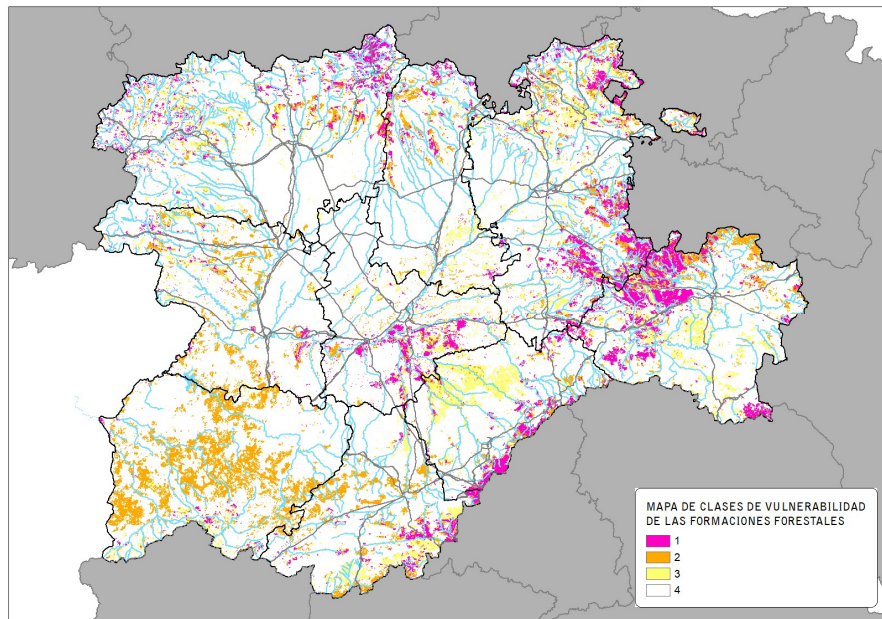 MAPA DE CLASES DE VULNERABILIDAD
DE LAS FORMACIONES FORESTALES
1
2
3
4